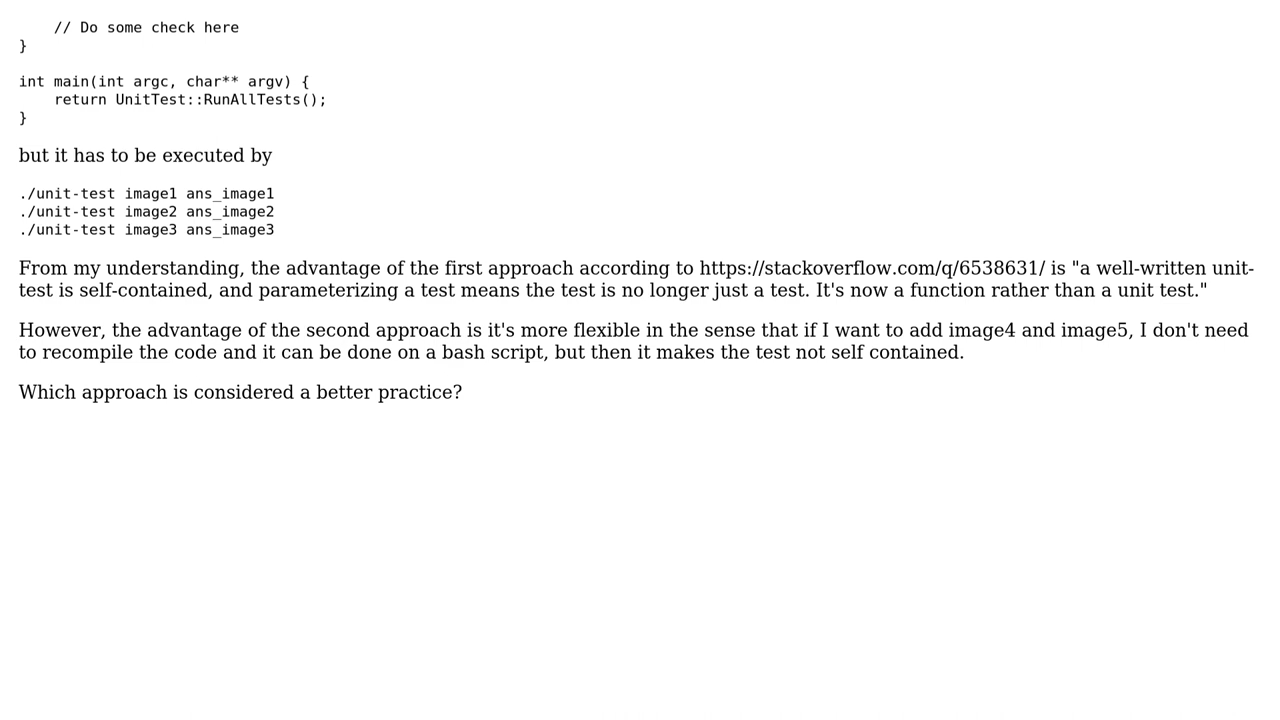 // Do some check here
}
int main(int argc, char** argv) {
    return UnitTest::RunAllTests();
}
but it has to be executed by
./unit-test image1 ans_image1
./unit-test image2 ans_image2
./unit-test image3 ans_image3
From my understanding, the advantage of the first approach according to https://stackoverflow.com/q/6538631/ is "a well-written unit-
test is self-contained, and parameterizing a test means the test is no longer just a test. It's now a function rather than a unit test."
However, the advantage of the second approach is it's more flexible in the sense that if I want to add image4 and image5, I don't need
to recompile the code and it can be done on a bash script, but then it makes the test not self contained.
Which approach is considered a better practice?